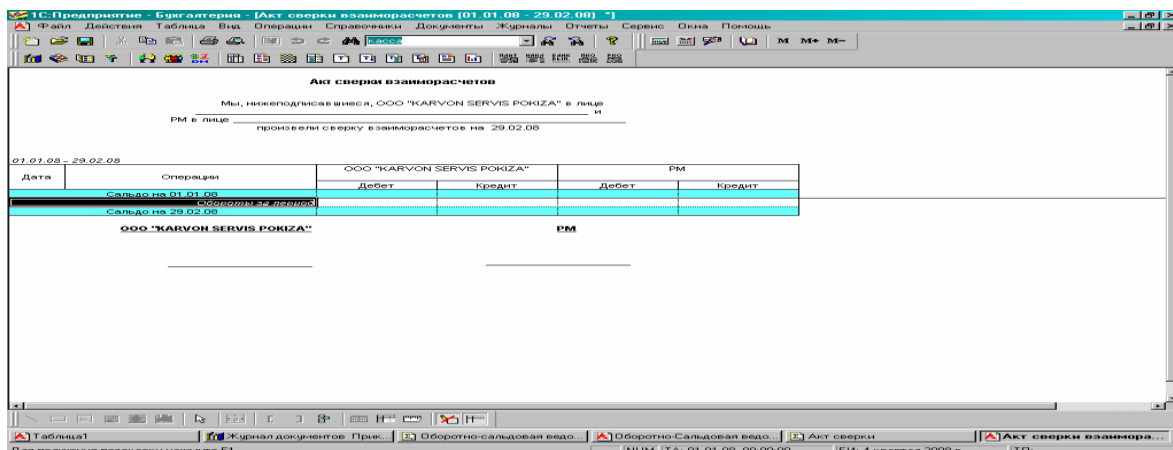 1С:Предприятие - Бухгалтерия - [Акт сверки взаиморасчетов (01.01.08 - 29.02.08) *]
Файл Действия Таблица Вид Операции Справочники Документы Журналы Отчеты Сервис Окна Помощь
касса
M M+ M-
Акт сверки взаиморасчетов
Мы, нижеподписавшиеся, ООО "KARVON SERVIS POKIZA" в лице
и
РМ в лице
произвели сверку взаиморасчетов на 29.02.08
01.01.08 - 29.02.08
Дата Операции ООО "KARVON SERVIS POKIZA" РМ
Дебет Кредит Дебет Кредит
Сальдо на 01.01.08
Обороты за период
Сальдо на 29.02.08
ООО "KARVON SERVIS POKIZA" РМ
Таблица1 Журнал документов Прик... Оборотно-сальдовая ведо... Оборотно-Сальдовая ведо... Акт сверки Акт сверки взаимора...